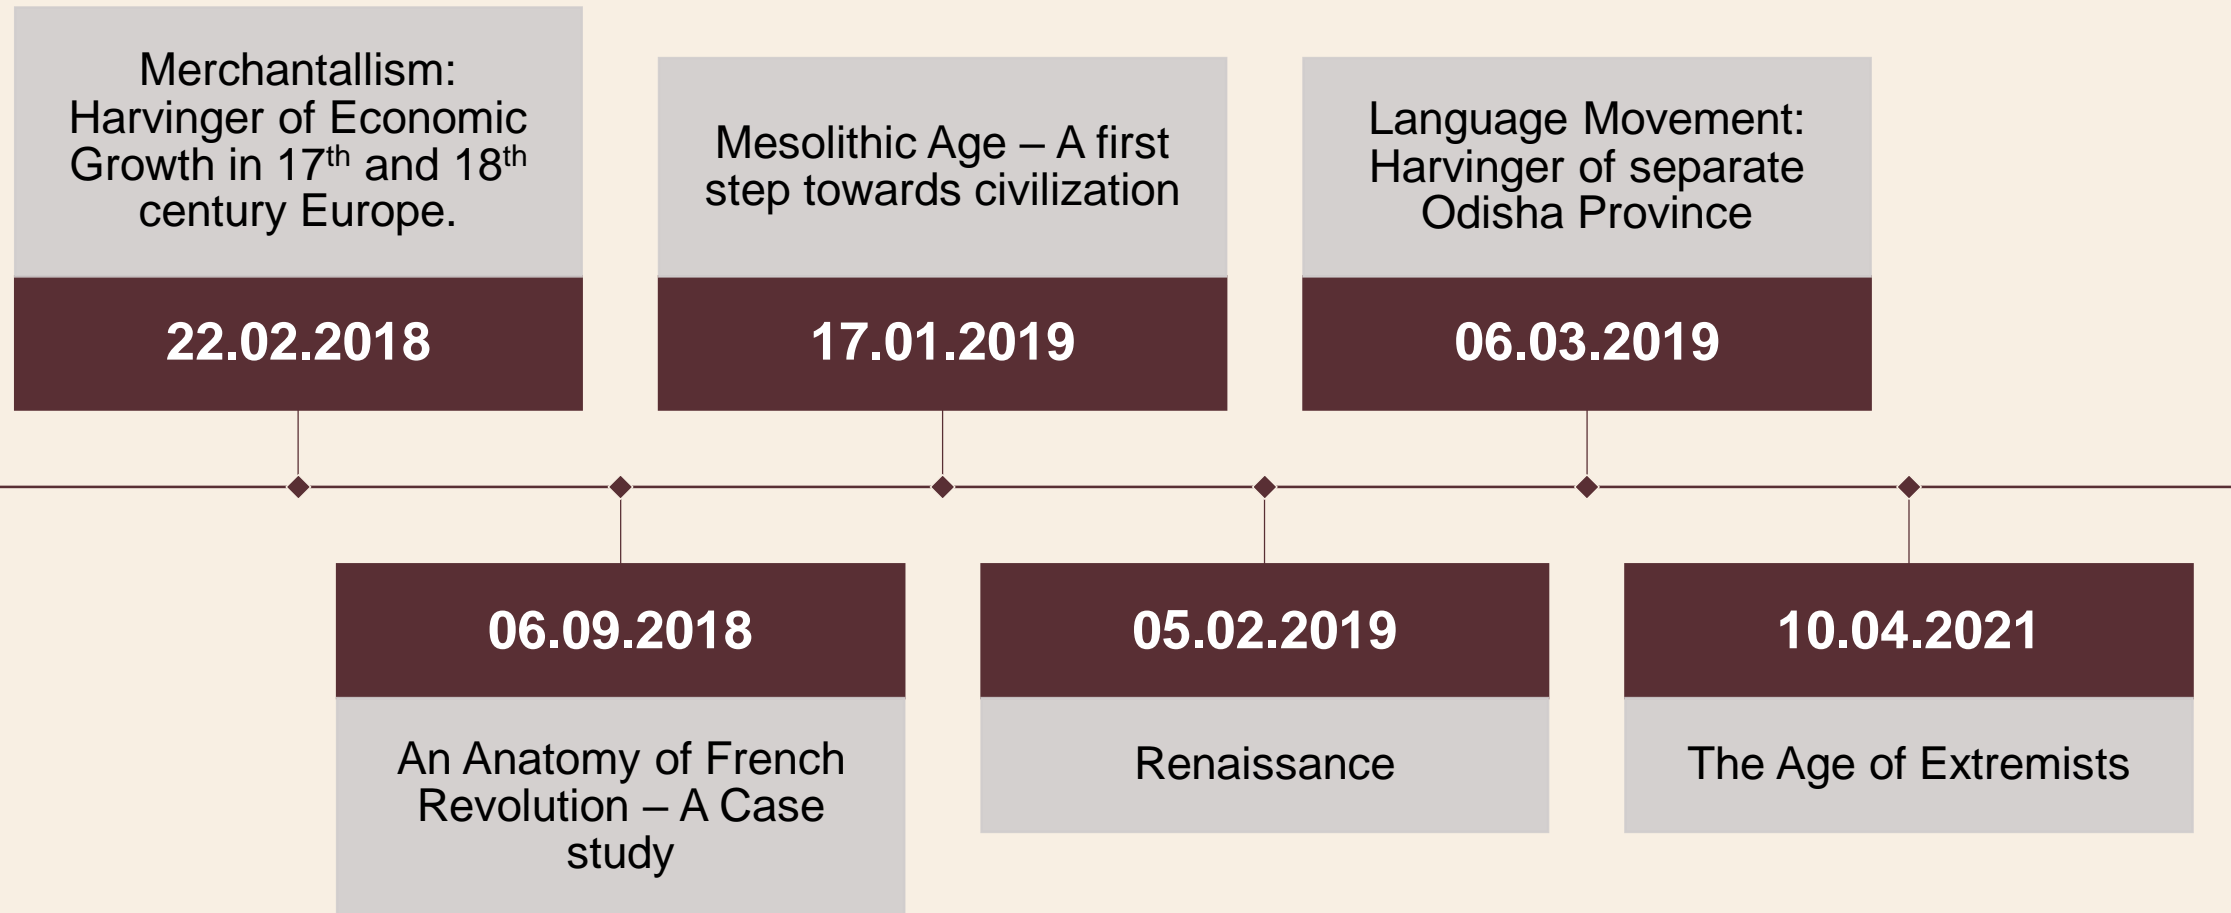 Merchantallism:
Harvinger of Economic
Growth in 17th and 18th
century Europe.
22.02.2018
06.09.2018
An Anatomy of French
Revolution – A Case
study
Mesolithic Age – A first
step towards civilization
17.01.2019
05.02.2019
Renaissance
Language Movement:
Harvinger of separate
Odisha Province
06.03.2019
10.04.2021
The Age of Extremists